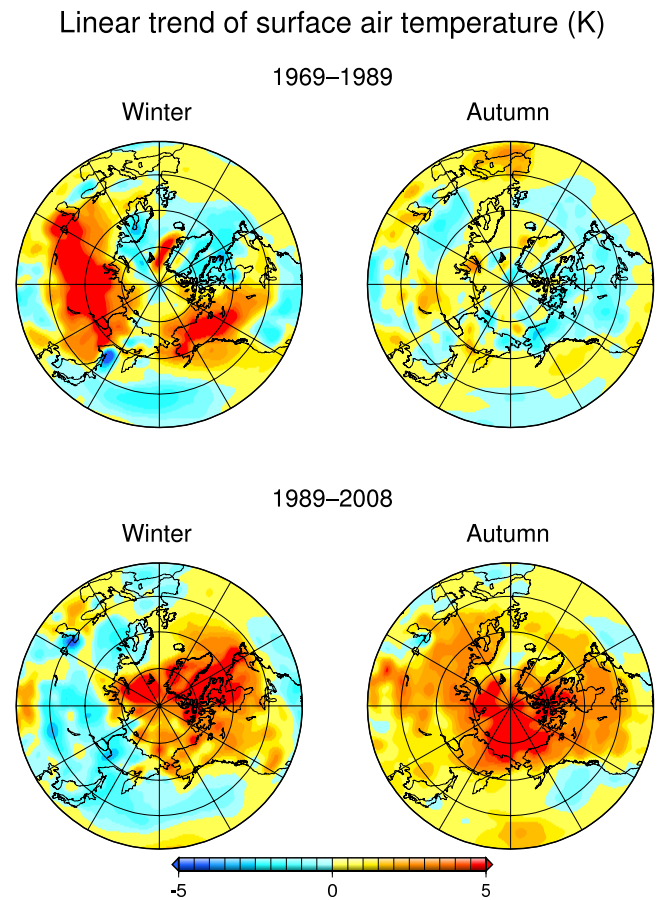 Linear trend of surface air temperature (K)
1969–1989
Winter Autumn
1989–2008
Winter Autumn
-5 0 5